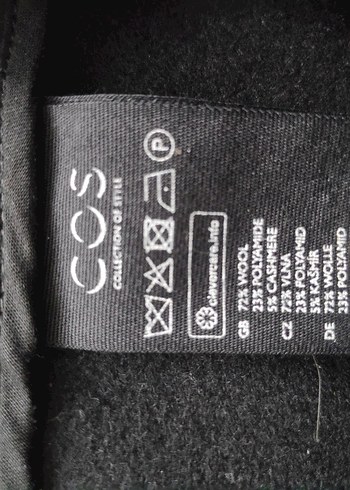 COS
COLLECTION OF STYLE
P
clevercare.info
GB 72% WOOL
23% POLYAMIDE
5% CASHMERE
CZ 72% VLNA
23% POLYAMID
5% KAŠMÍR
DE 72% WOLLE
23% POLYAMID